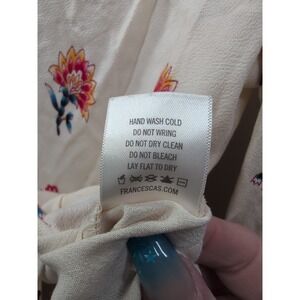 HAND WASH COLD
DO NOT WRING
DO NOT DRY CLEAN
DO NOT BLEACH
LAY FLAT TO DRY
FRANCESCAS.COM